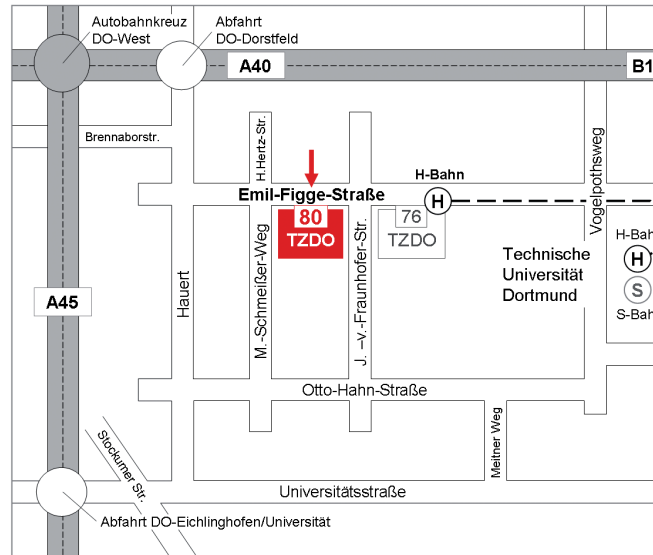 Autobahnkreuz
DO-West
Abfahrt
DO-Dorstfeld
A40
B1
Brennaborstr.
H.Hertz-Str.
Vogelpothsweg
H-Bahn
Emil-Figge-Straße
H
80
TZDO
76
TZDO
Technische
Universität
Dortmund
H-Bah
H
S
S-Bah
A45
Hauert
M.-Schmeißer-Weg
J. –v.-Fraunhofer-Str.
Otto-Hahn-Straße
Stockumer Str.
Meitner Weg
Universitätsstraße
Abfahrt DO-Eichlinghofen/Universität